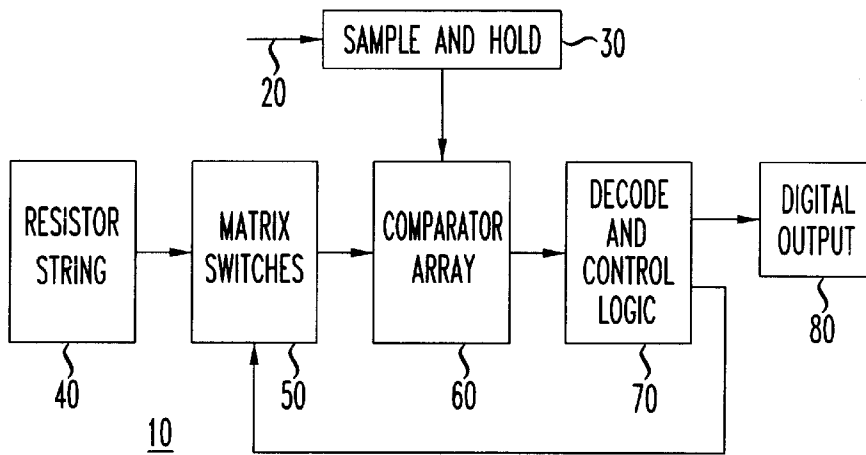 SAMPLE AND HOLD
30
20
RESISTOR
STRING
MATRIX
SWITCHES
COMPARATOR
ARRAY
DECODE
AND
CONTROL
LOGIC
DIGITAL
OUTPUT
40
50
60
70
80
10